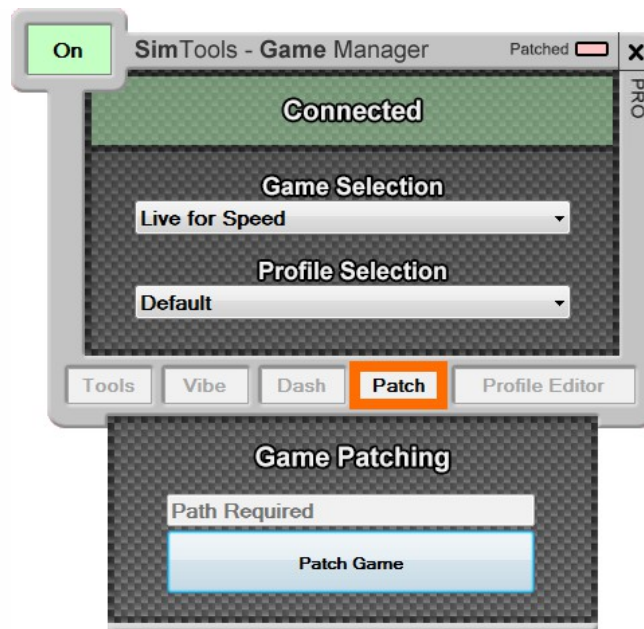 On
SimTools - Game Manager
Patched
X
PRO
Connected
Game Selection
Live for Speed
Profile Selection
Default
Tools
Vibe
Dash
Patch
Profile Editor
Game Patching
Path Required
Patch Game